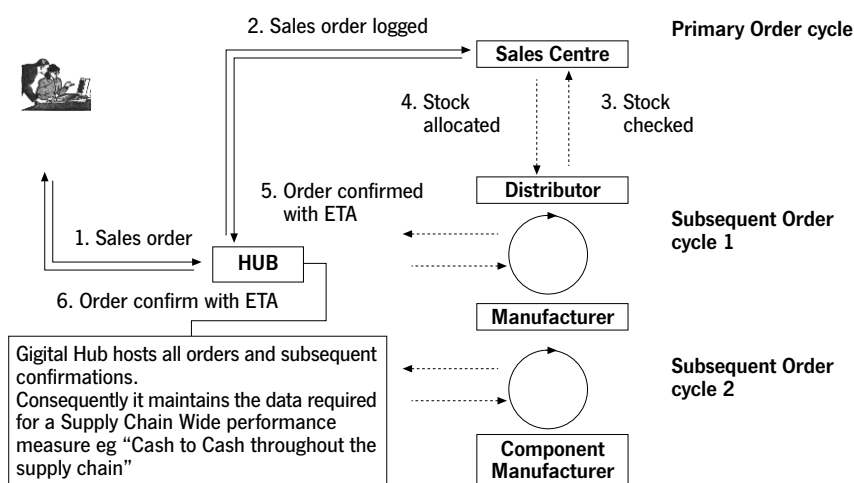 2. Sales order logged
Primary Order cycle
Sales Centre
4. Stock
allocated
3. Stock
checked
5. Order confirmed
with ETA
Distributor
1. Sales order
HUB
Subsequent Order
cycle 1
6. Order confirm with ETA
Manufacturer
Gigital Hub hosts all orders and subsequent
confirmations.
Consequently it maintains the data required
for a Supply Chain Wide performance
measure eg “Cash to Cash throughout the
supply chain”
Subsequent Order
cycle 2
Component
Manufacturer